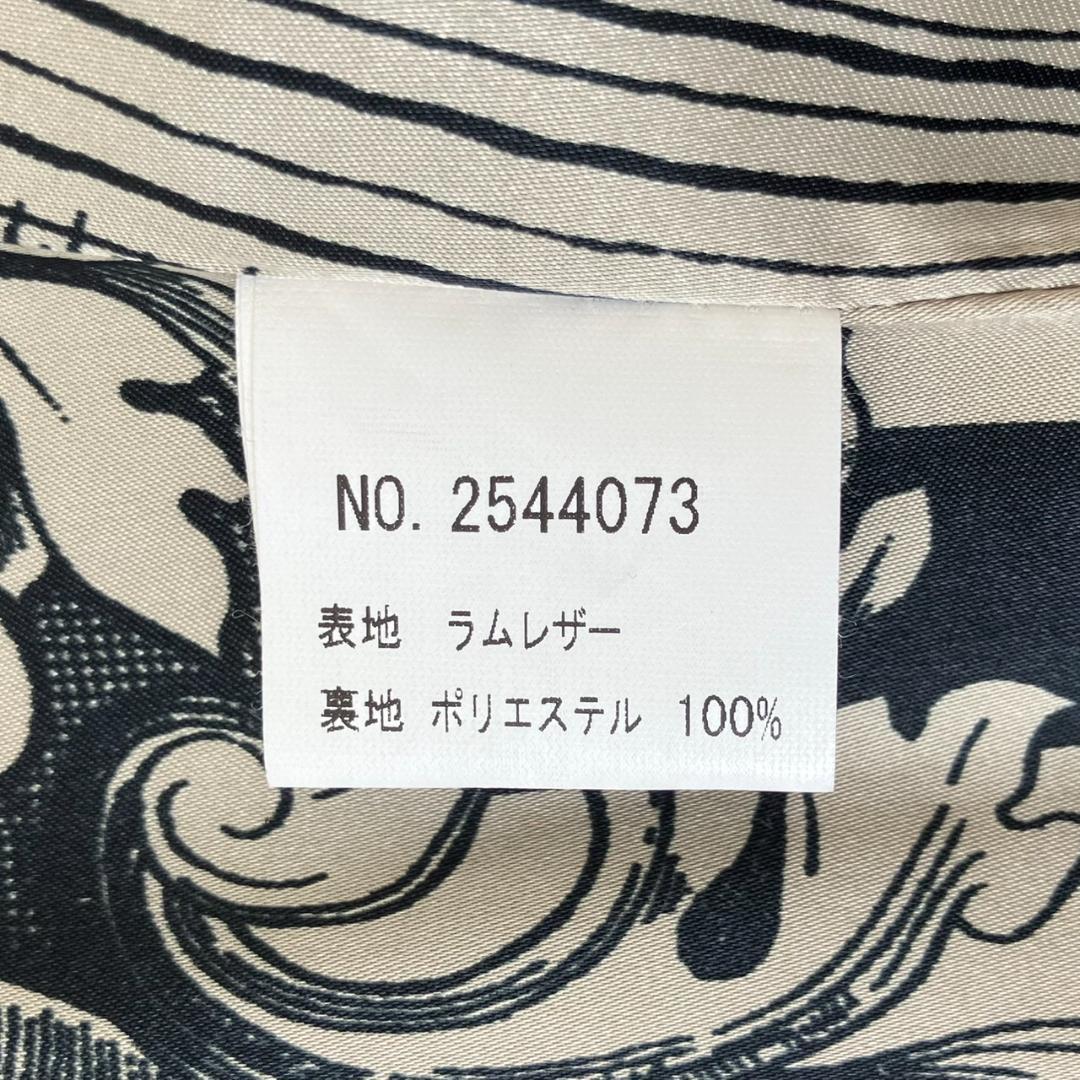 NO. 2544073
表地 ラムレザー
裏地 ポリエステル 100%